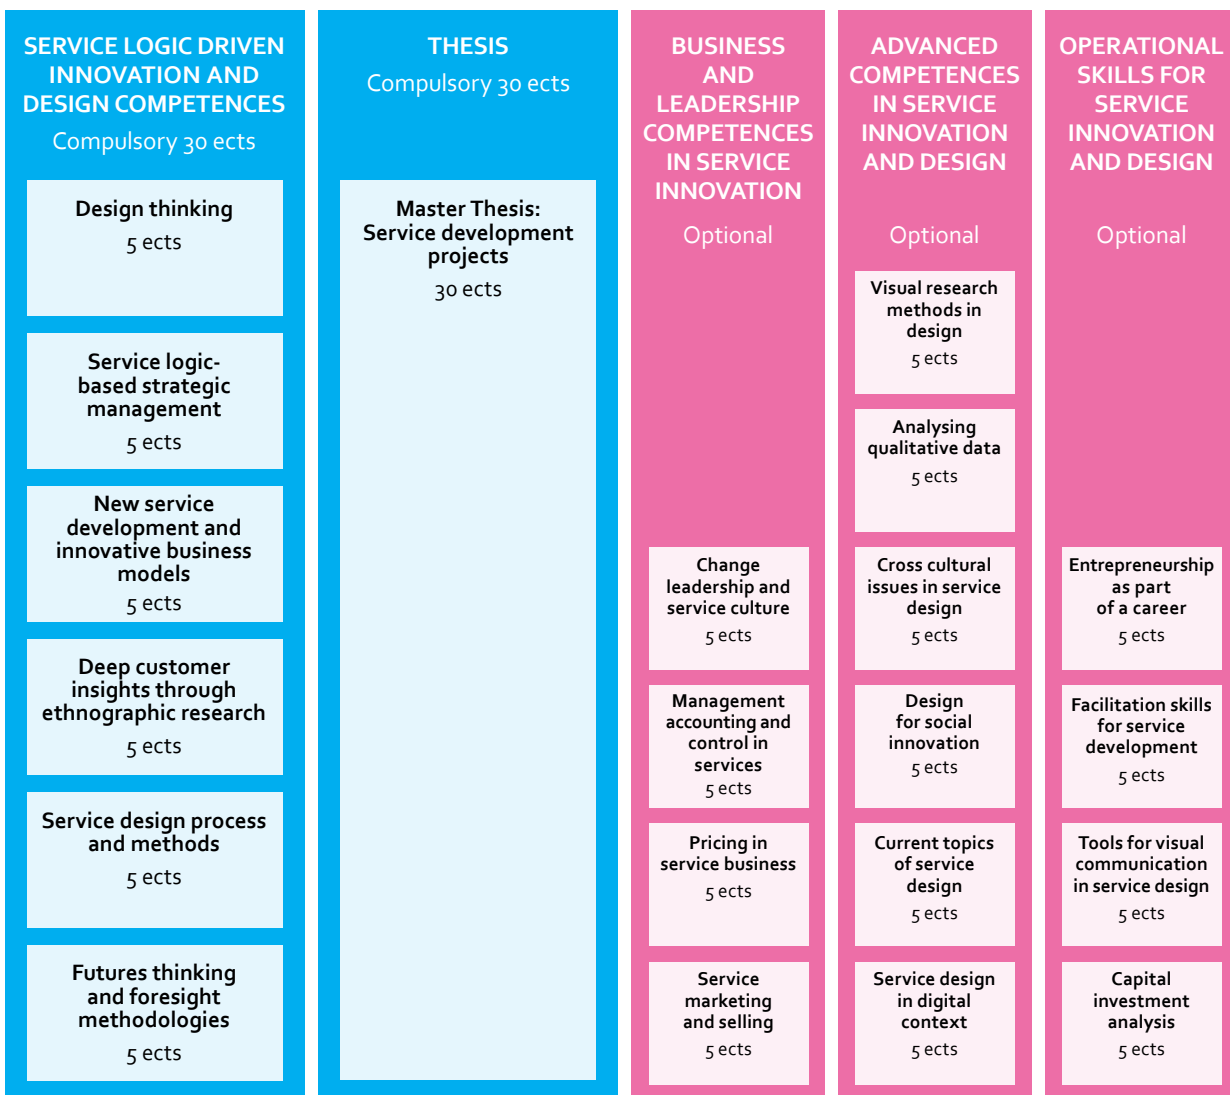 SERVICE LOGIC DRIVEN
INNOVATION AND
DESIGN COMPETENCES
Compulsory 30 ects
Design thinking
5 ects
Service logic-
based strategic
management
5 ects
New service
development and
innovative business
models
5 ects
Deep customer
insights through
ethnographic research
5 ects
Service design process
and methods
5 ects
Futures thinking
and foresight
methodologies
5 ects
THESIS
Compulsory 30 ects
Master Thesis:
Service development
projects
30 ects
BUSINESS
AND
LEADERSHIP
COMPETENCES
IN SERVICE
INNOVATION
Optional
Change
leadership and
service culture
5 ects
Management
accounting and
control in
services
5 ects
Pricing in
service business
5 ects
Service
marketing
and selling
5 ects
ADVANCED
COMPETENCES
IN SERVICE
INNOVATION
AND DESIGN
Optional
Visual research
methods in
design
5 ects
Analysing
qualitative data
5 ects
Cross cultural
issues in service
design
5 ects
Design
for social
innovation
5 ects
Current topics
of service
design
5 ects
Service design
in digital
context
5 ects
OPERATIONAL
SKILLS FOR
SERVICE
INNOVATION
AND DESIGN
Optional
Entrepreneurship
as part
of a career
5 ects
Facilitation skills
for service
development
5 ects
Tools for visual
communication
in service design
5 ects
Capital
investment
analysis
5 ects